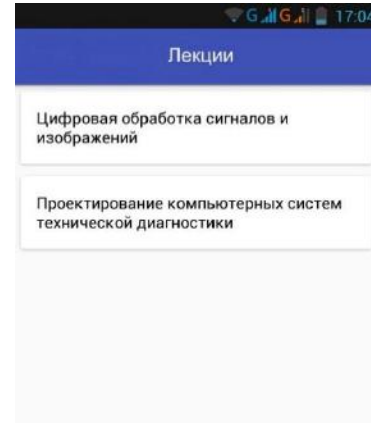 G G 17:04
Лекции
Цифровая обработка сигналов и
изображений
Проектирование компьютерных систем
технической диагностики